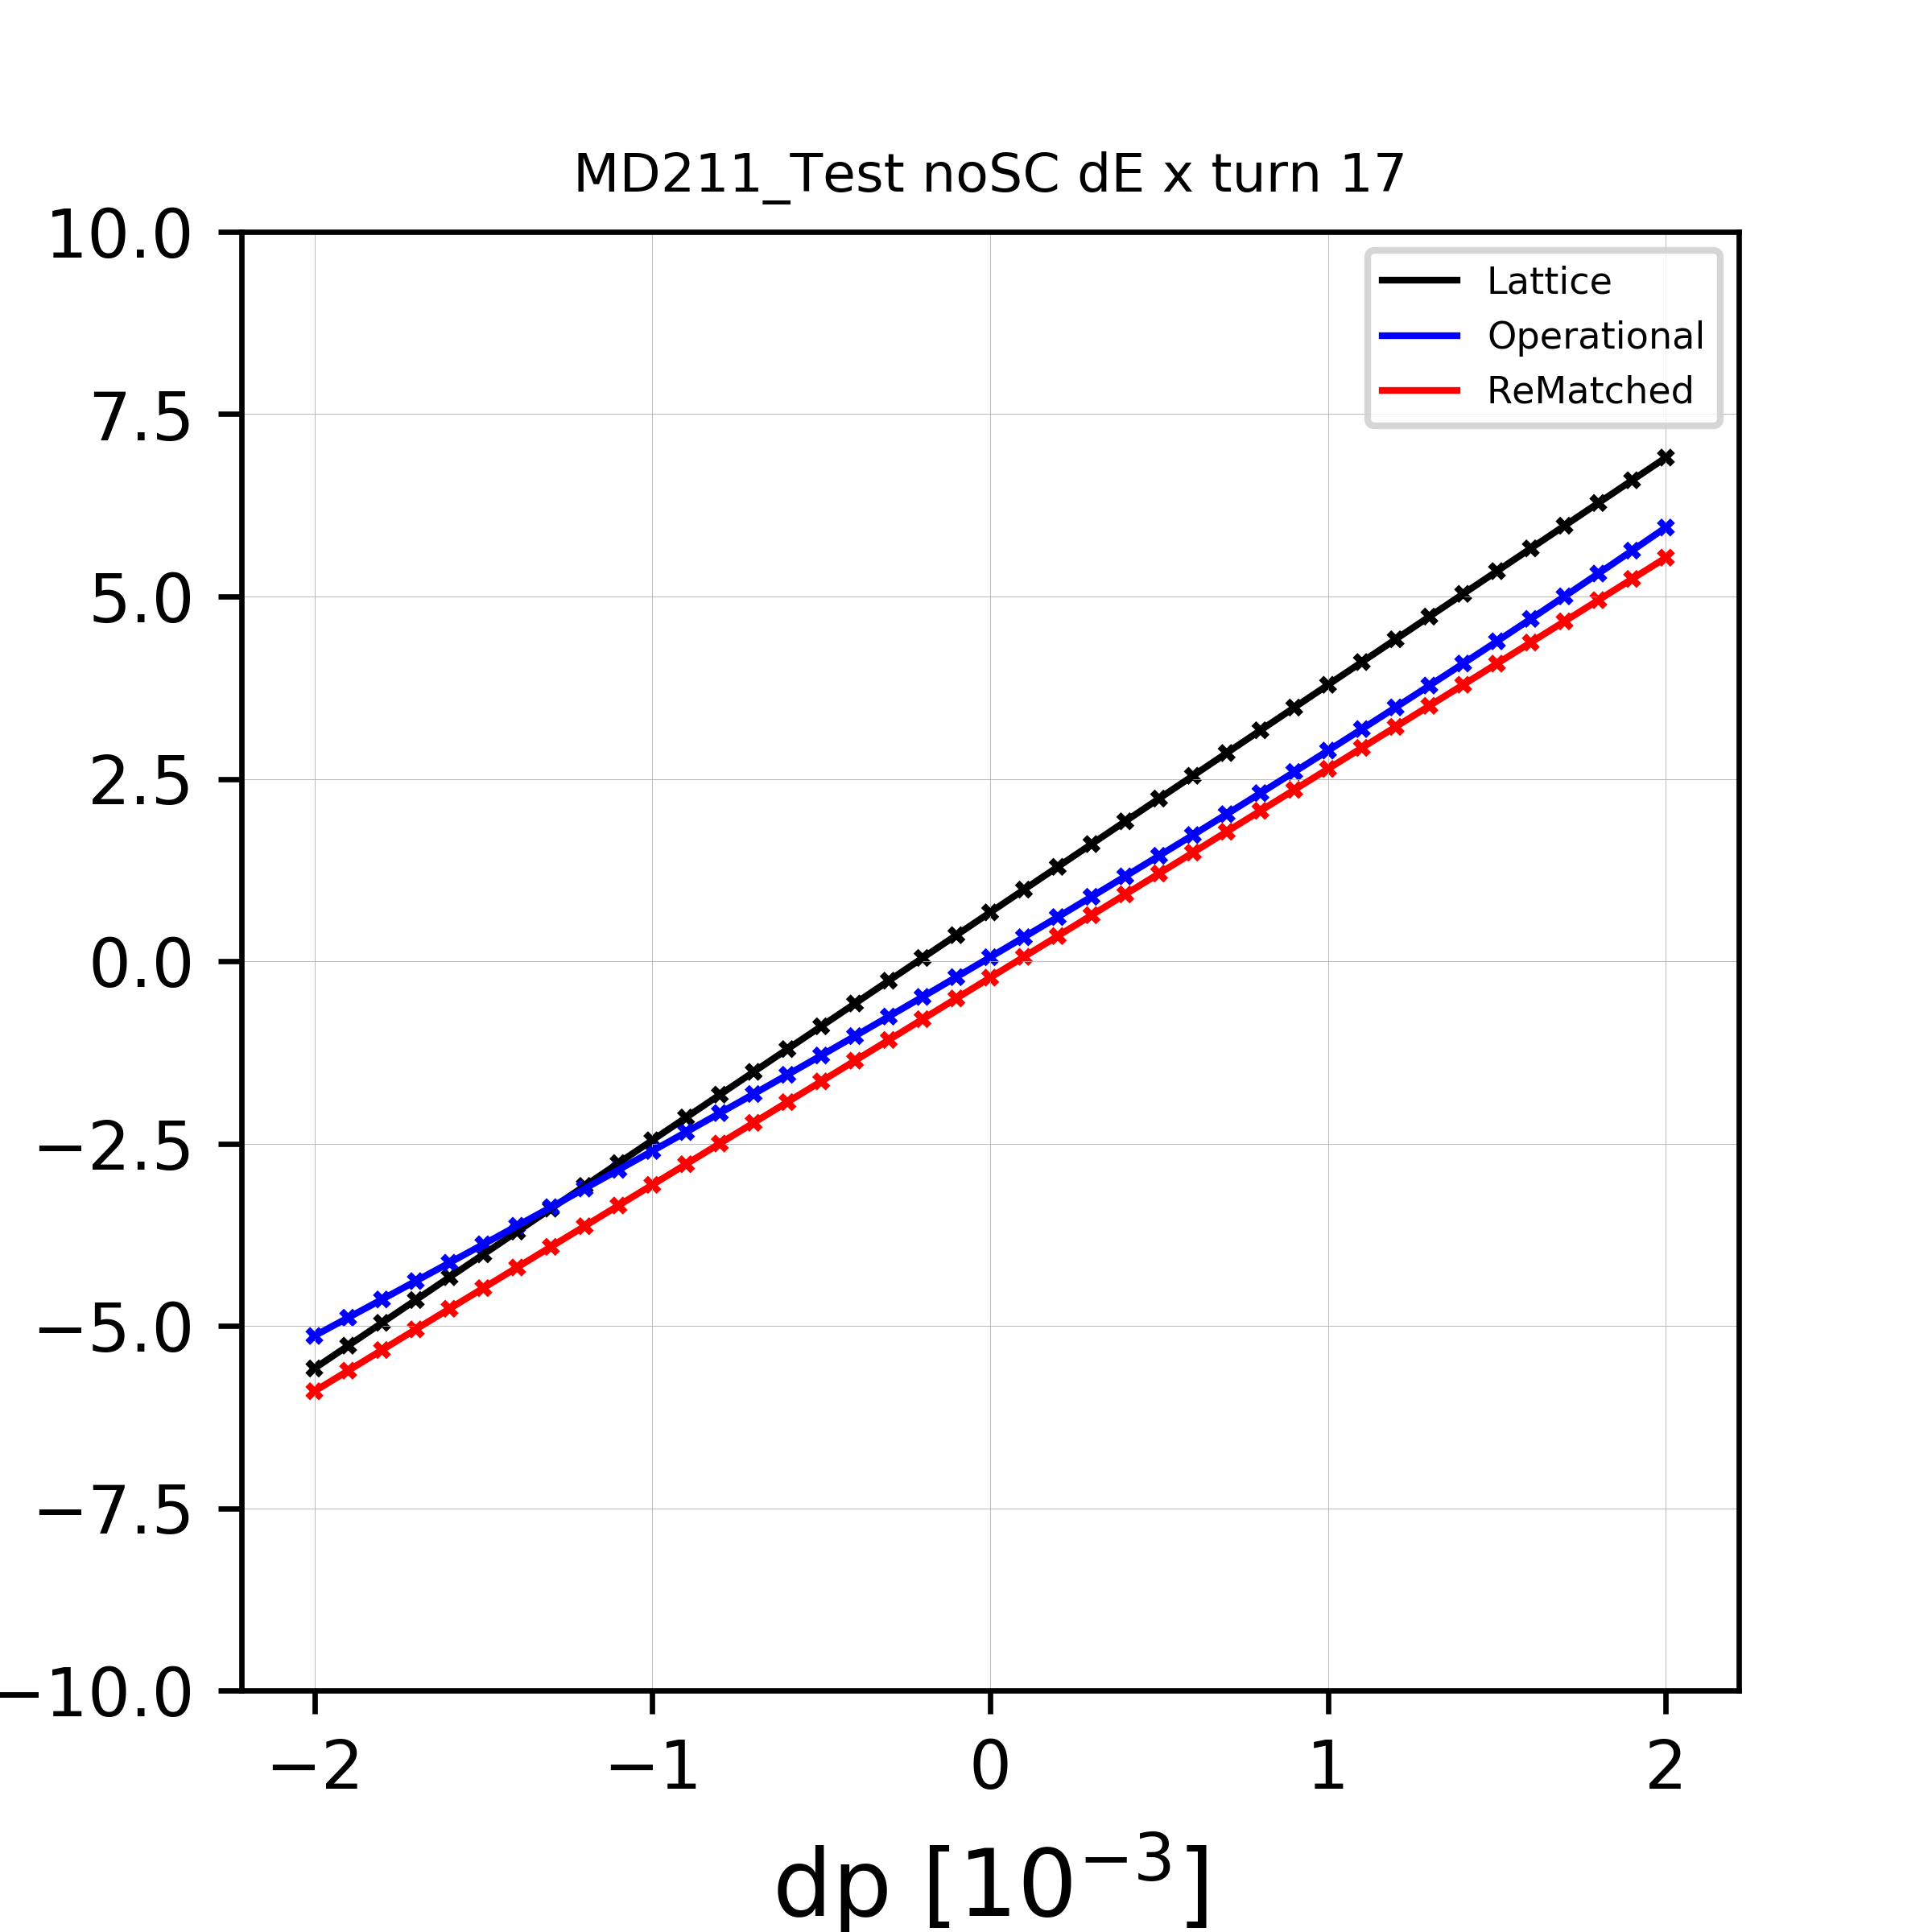 MD211_Test noSC dE x turn 17
10.0
7.5
5.0
2.5
0.0
−2.5
−5.0
−7.5
−10.0
Lattice
Operational
ReMatched
−2 −1 0 1 2
dp [10⁻³]